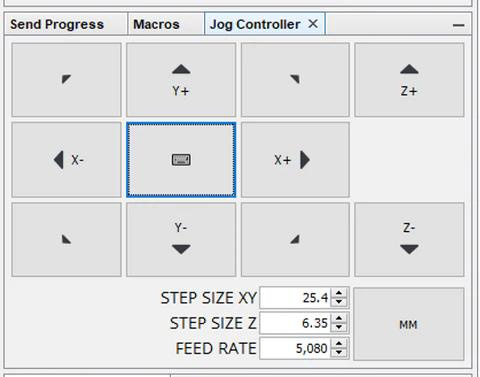 Send Progress Macros Jog Controller ×
Y+ Z+
X- X+
Y- Z-
STEP SIZE XY 25.4
STEP SIZE Z 6.35 MM
FEED RATE 5,080